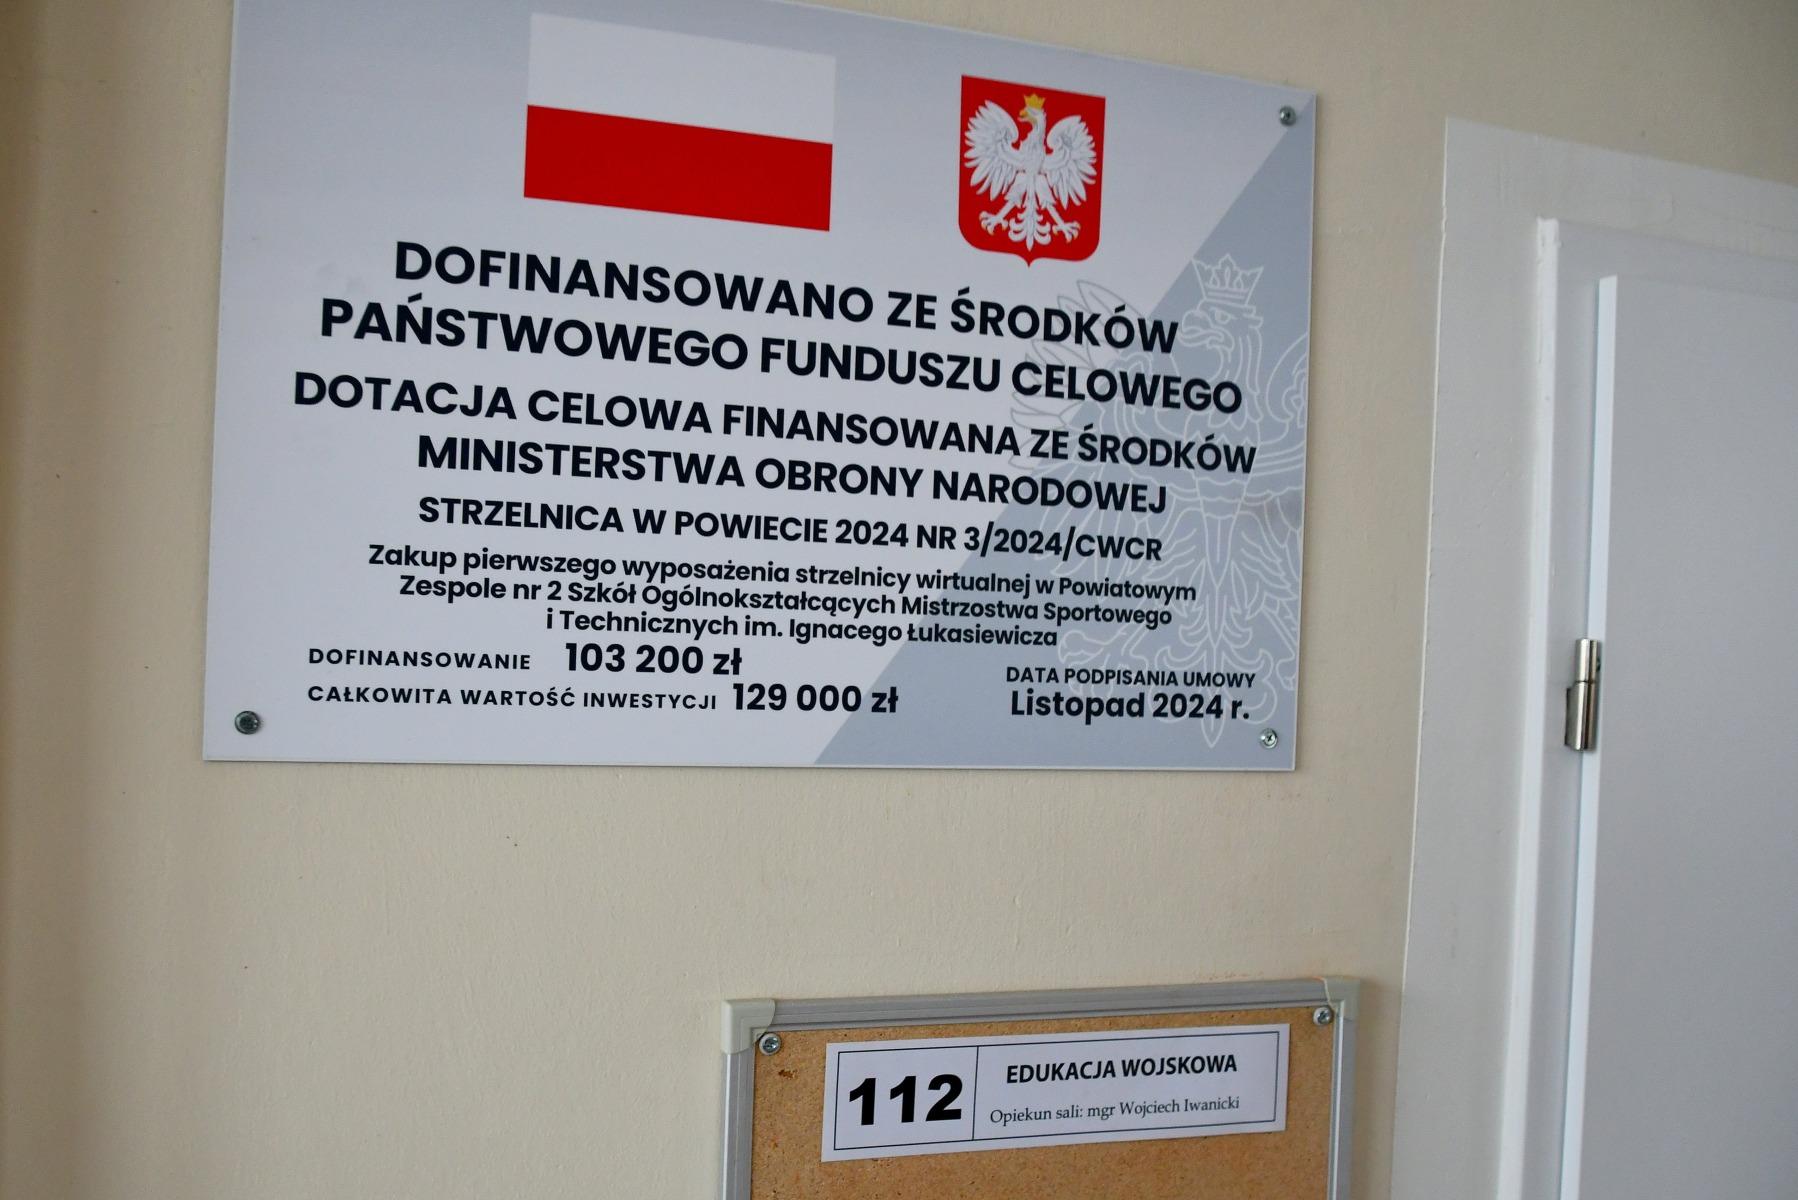 DOFINANSOWANO ZE ŚRODKÓW
PAŃSTWOWEGO FUNDUSZU CELOWEGO
DOTACJA CELOWA FINANSOWANA ZE ŚRODKÓW
MINISTERSTWA OBRONY NARODOWEJ
STRZELNICA W POWIECIE 2024 NR 3/2024/CWCR
Zakup pierwszego wyposażenia strzelnicy wirtualnej w Powiatowym
Zespole nr 2 Szkół Ogólnokształcących Mistrzostwa Sportowego
i Technicznych im. Ignacego Łukasiewicza
DOFINANSOWANIE 103 200 zł
CAŁKOWITA WARTOŚĆ INWESTYCJI 129 000 zł
DATA PODPISANIA UMOWY
Listopad 2024 r.
112
EDUKACJA WOJSKOWA
Opiekun sali: mgr Wojciech Iwanicki